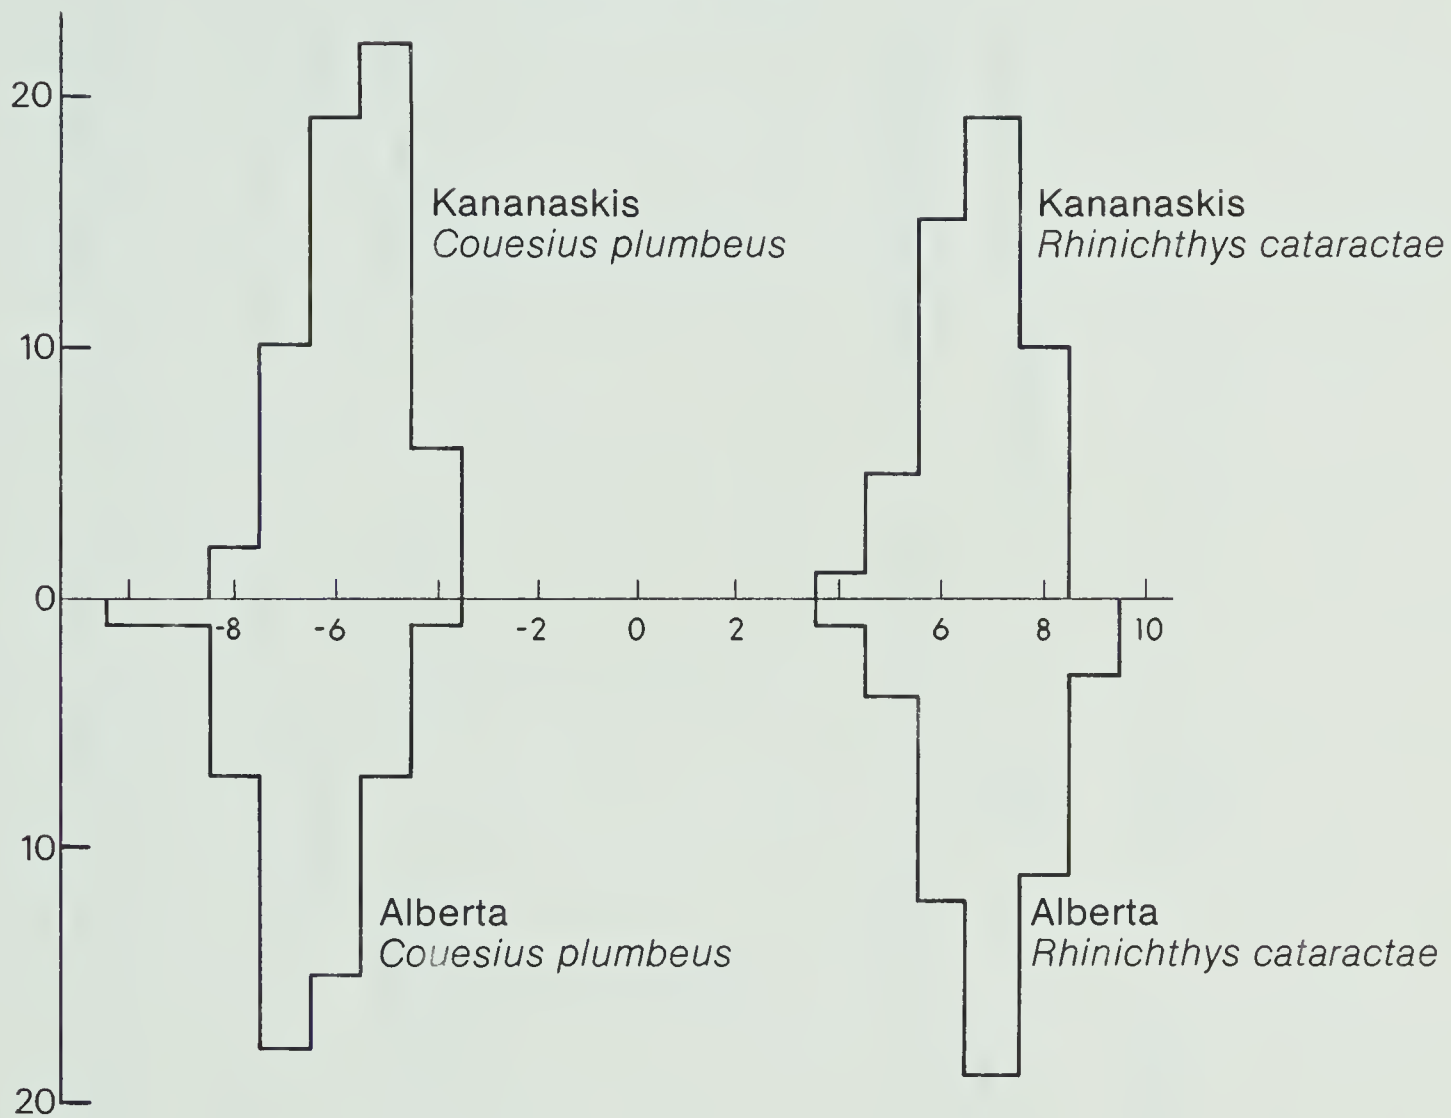 20
Kananaskis
Couesius plumbeus
Kananaskis
Rhinichthys cataractae
10
0
-8 -6 -2 0 2 6 8 10
10
Alberta
Couesius plumbeus
Alberta
Rhinichthys cataractae
20